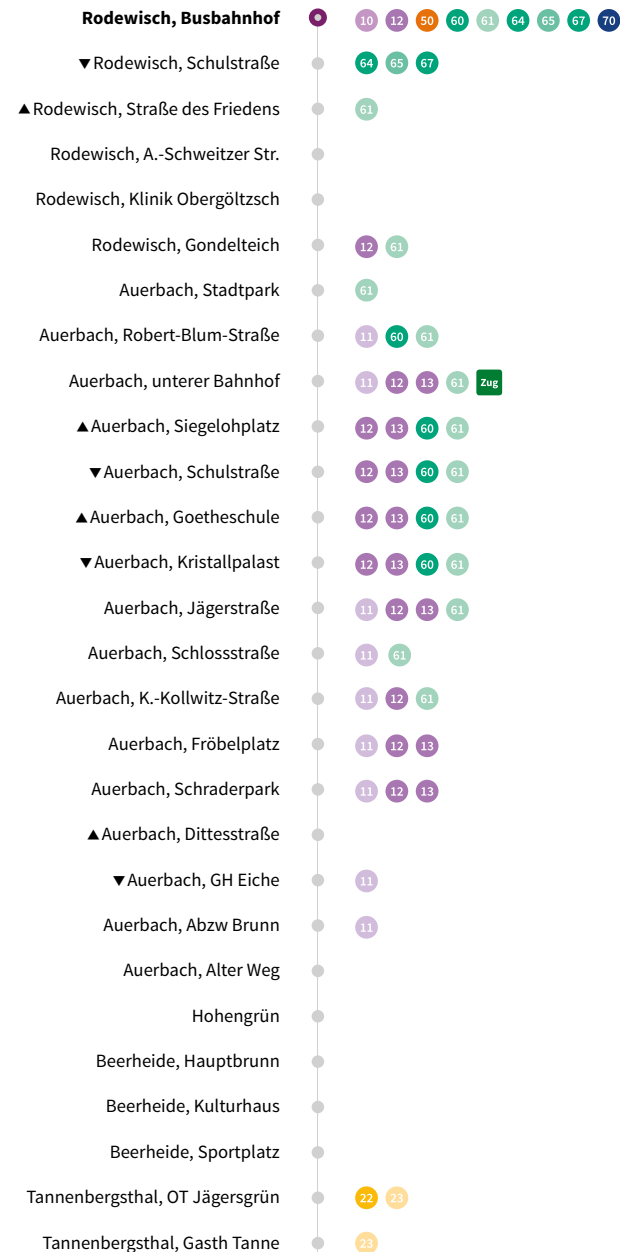 Rodewisch, Busbahnhof 10 12 50 60 61 64 65 67 70
▼Rodewisch, Schulstraße 64 65 67
▲Rodewisch, Straße des Friedens 61
Rodewisch, A.-Schweitzer Str.
Rodewisch, Klinik Obergöltzsch
Rodewisch, Gondelteich 12 61
Auerbach, Stadtpark 61
Auerbach, Robert-Blum-Straße 11 60 61
Auerbach, unterer Bahnhof 11 12 13 61 Zug
▲Auerbach, Siegelohplatz 12 13 60 61
▼Auerbach, Schulstraße 12 13 60 61
▲Auerbach, Goetheschule 12 13 60 61
▼Auerbach, Kristallpalast 12 13 60 61
Auerbach, Jägerstraße 11 12 13 61
Auerbach, Schlossstraße 11 61
Auerbach, K.-Kollwitz-Straße 11 12 61
Auerbach, Fröbelplatz 11 12 13
Auerbach, Schraderpark 11 12 13
▲Auerbach, Dittesstraße
▼Auerbach, GH Eiche 11
Auerbach, Abzw Brunn 11
Auerbach, Alter Weg
Hohengrün
Beerheide, Hauptbrunn
Beerheide, Kulturhaus
Beerheide, Sportplatz
Tannenbergsthal, OT Jägersgrün 22 23
Tannenbergsthal, Gasth Tanne 23